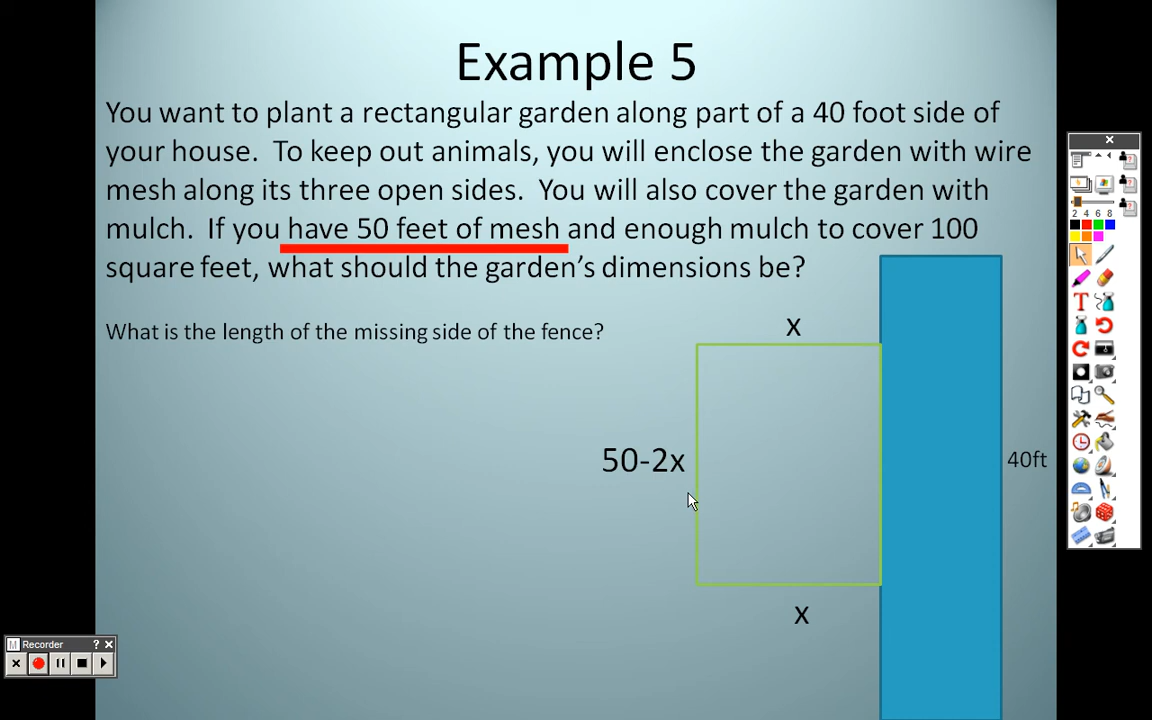 Example 5
You want to plant a rectangular garden along part of a 40 foot side of
your house. To keep out animals, you will enclose the garden with wire
mesh along its three open sides. You will also cover the garden with
mulch. If you have 50 feet of mesh and enough mulch to cover 100
square feet, what should the garden's dimensions be?
What is the length of the missing side of the fence?
x
50-2x
40ft
x
2 4 6 8
Recorder